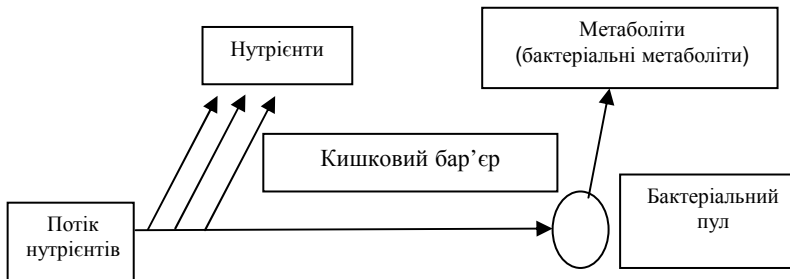 Нутрієнти
Метаболіти
(бактеріальні метаболіти)
Кишковий бар’єр
Потік
нутрієнтів
Бактеріальний
пул